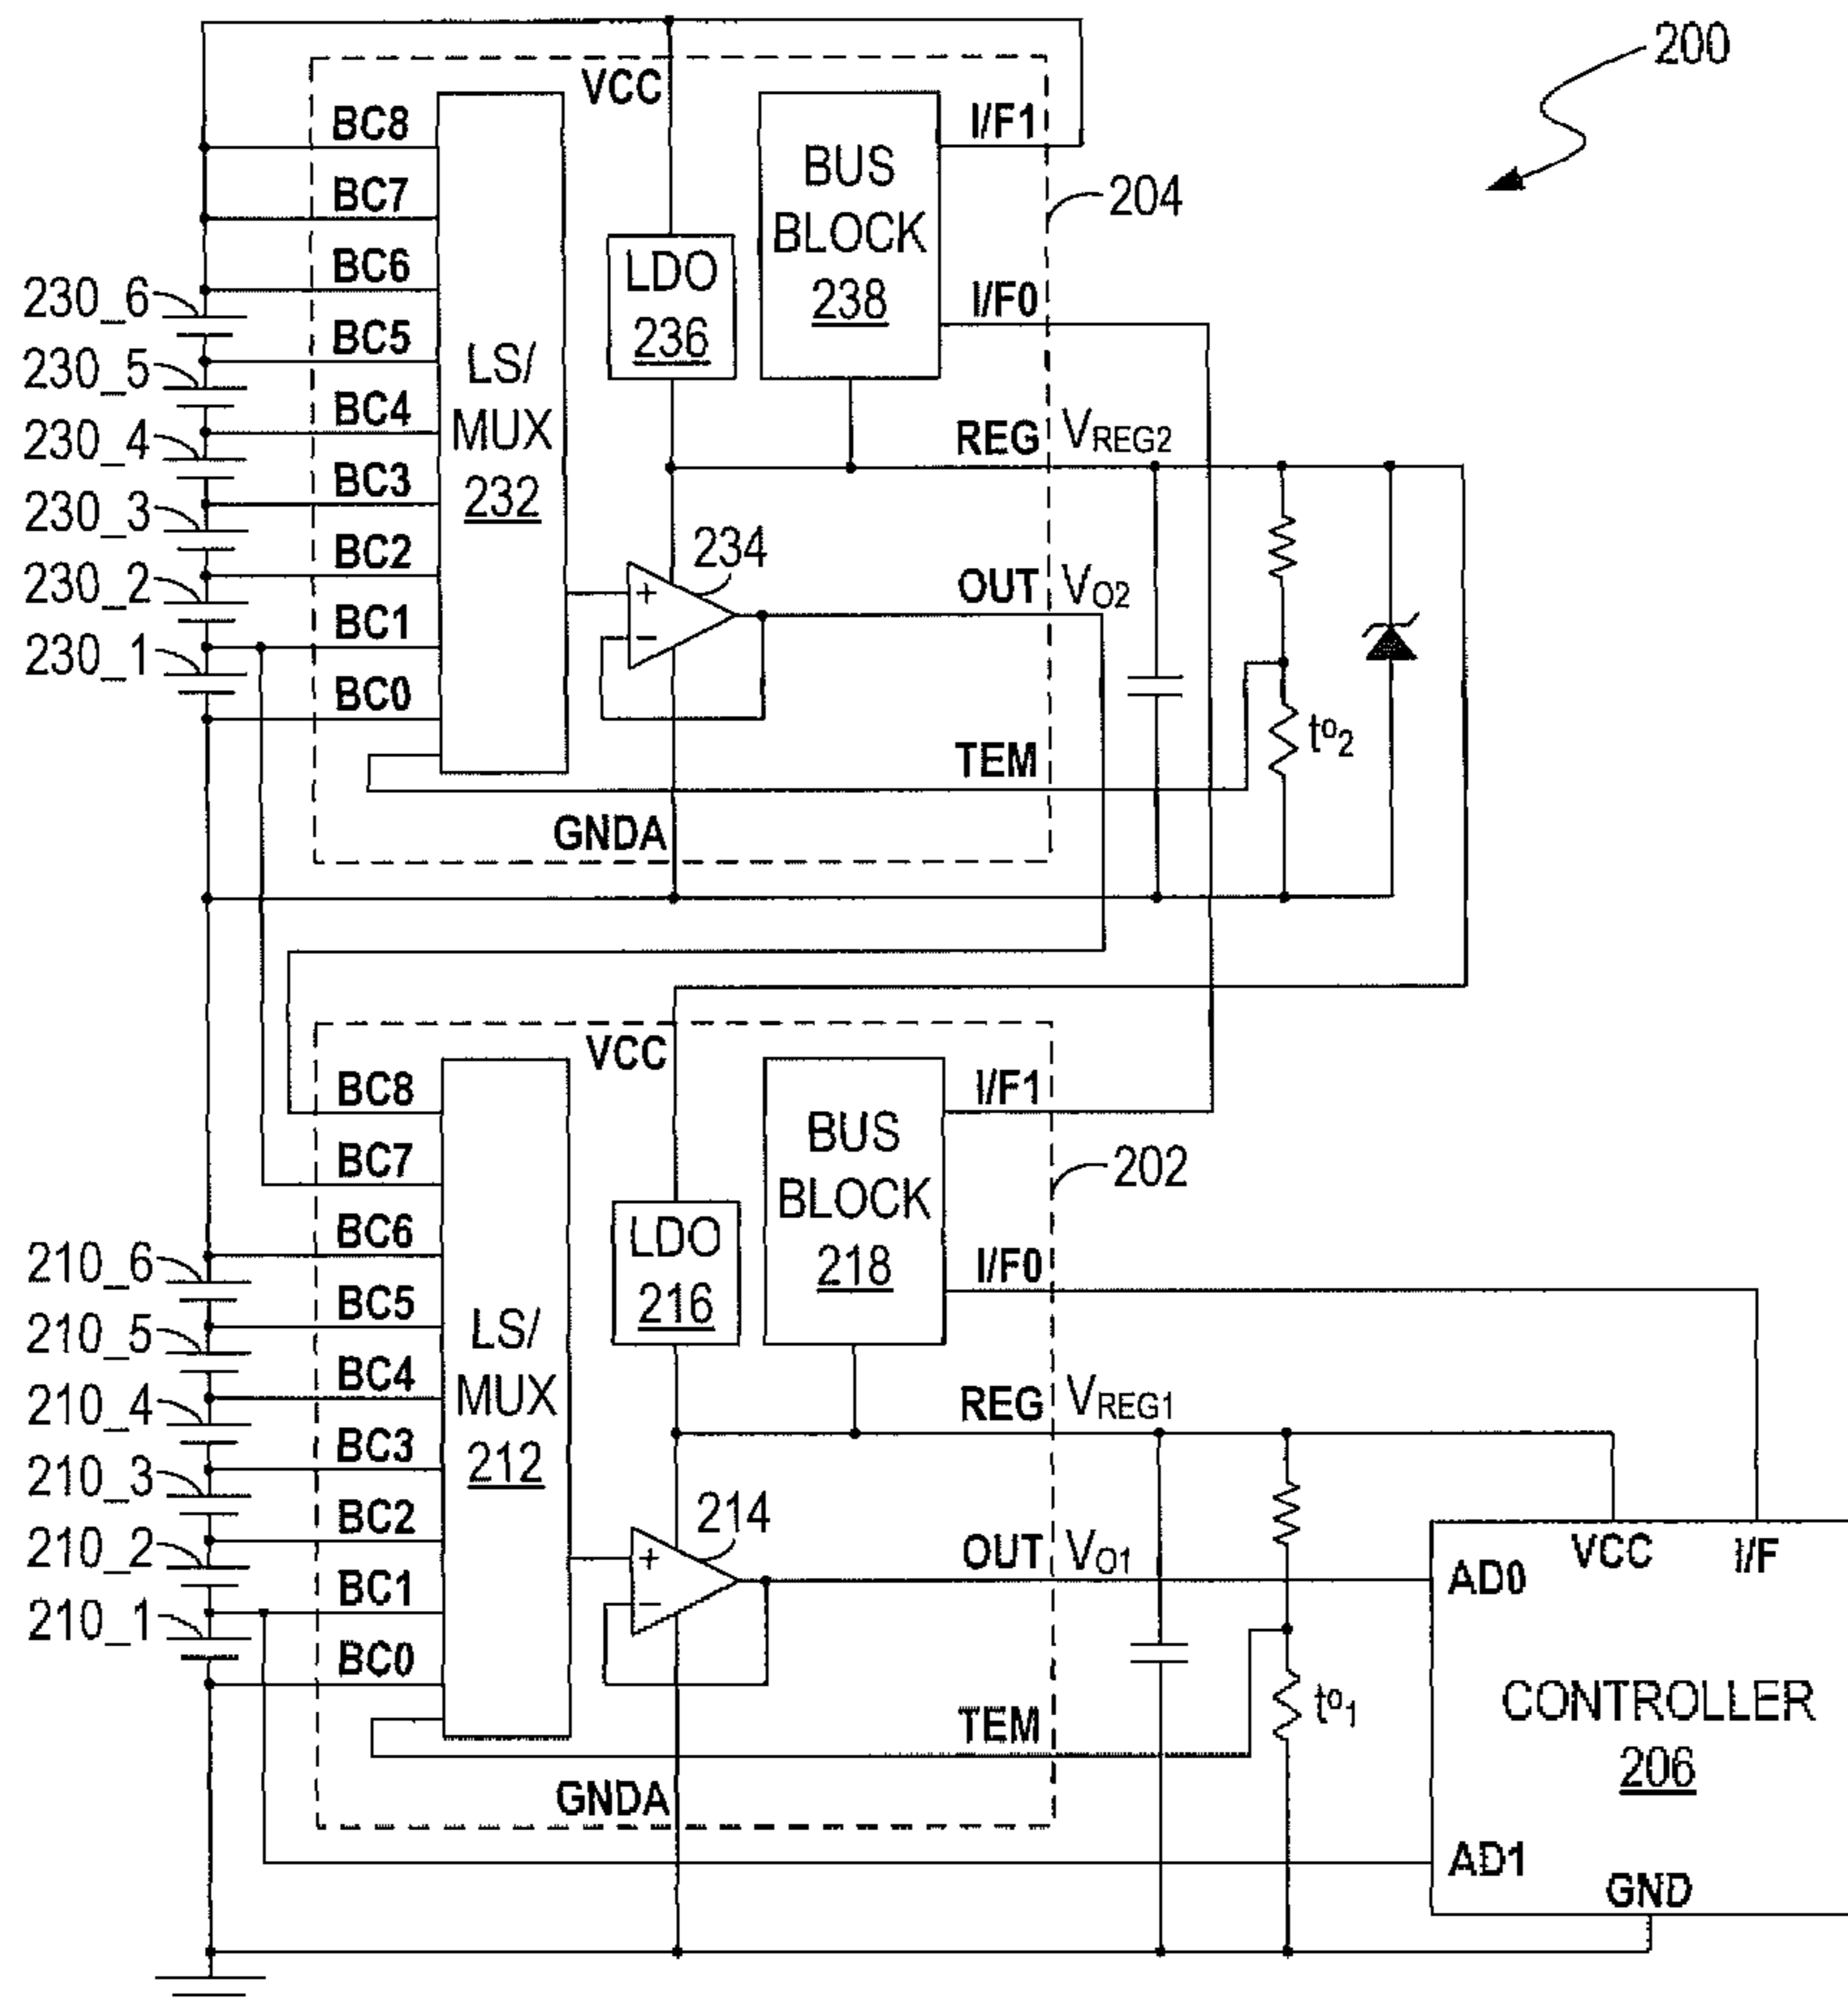 200
VCC
BC8
BC7
BC6
BC5
BC4
BC3
BC2
BC1
BC0
230_6
230_5
230_4
230_3
230_2
230_1
LS/
MUX
232
LDO
236
BUS
BLOCK
238
I/F1
I/F0
204
REG VREG2
234
+
−
OUT VO2
TEM
to2
GNDA
VCC
BC8
BC7
BC6
BC5
BC4
BC3
BC2
BC1
BC0
210_6
210_5
210_4
210_3
210_2
210_1
LS/
MUX
212
LDO
216
BUS
BLOCK
218
I/F1
I/F0
202
REG VREG1
214
+
−
OUT VO1
TEM
to1
GNDA
VCC
I/F
AD0
CONTROLLER
206
AD1
GND